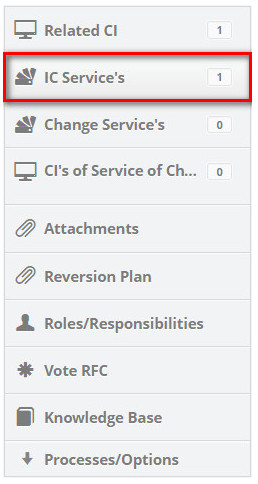 Related CI 1
IC Service's 1
Change Service's 0
CI's of Service of Ch... 0
Attachments
Reversion Plan
Roles/Responsibilities
Vote RFC
Knowledge Base
Processes/Options